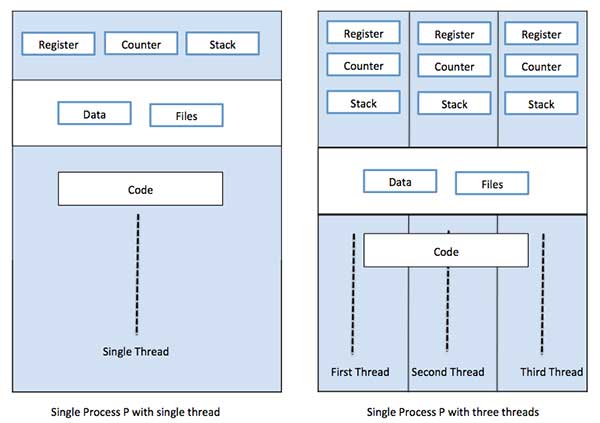 Register Counter Stack
Data Files
Code
Single Thread
Single Process P with single thread
Register Register Register
Counter Counter Counter
Stack Stack Stack
Data Files
Code
First Thread Second Thread Third Thread
Single Process P with three threads